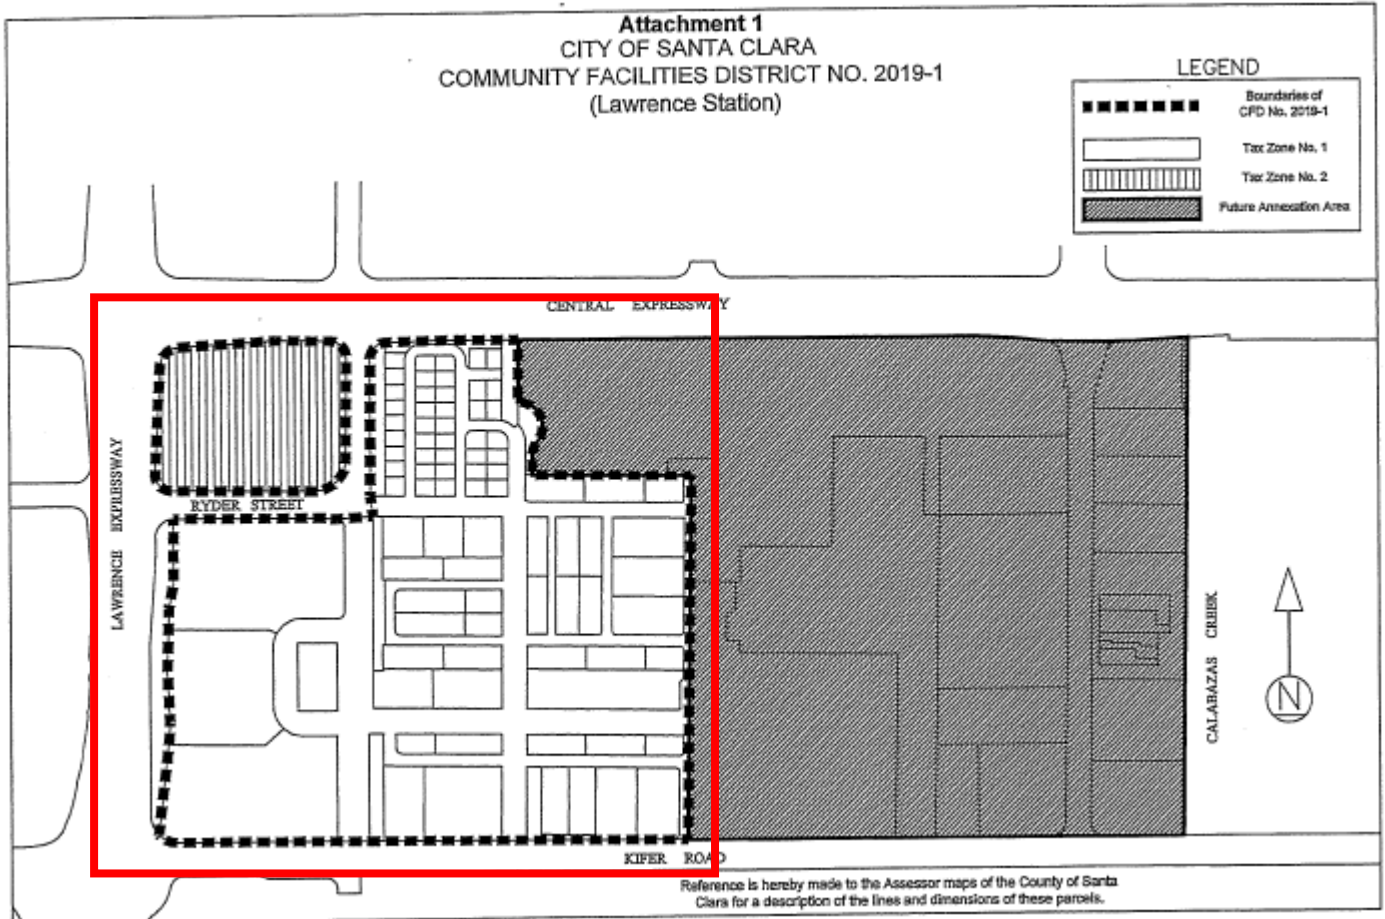 Attachment 1
CITY OF SANTA CLARA
COMMUNITY FACILITIES DISTRICT NO. 2019-1
(Lawrence Station)
LEGEND
Boundaries of
CFD No. 2019-1
Tax Zone No. 1
Tax Zone No. 2
Future Annexation Area
CENTRAL EXPRESSWAY
LAWRENCE EXPRESSWAY
RYDER STREET
CALABAZAS CREEK
N
KIFER ROAD
Reference is hereby made to the Assessor maps of the County of Santa
Clara for a description of the lines and dimensions of these parcels.